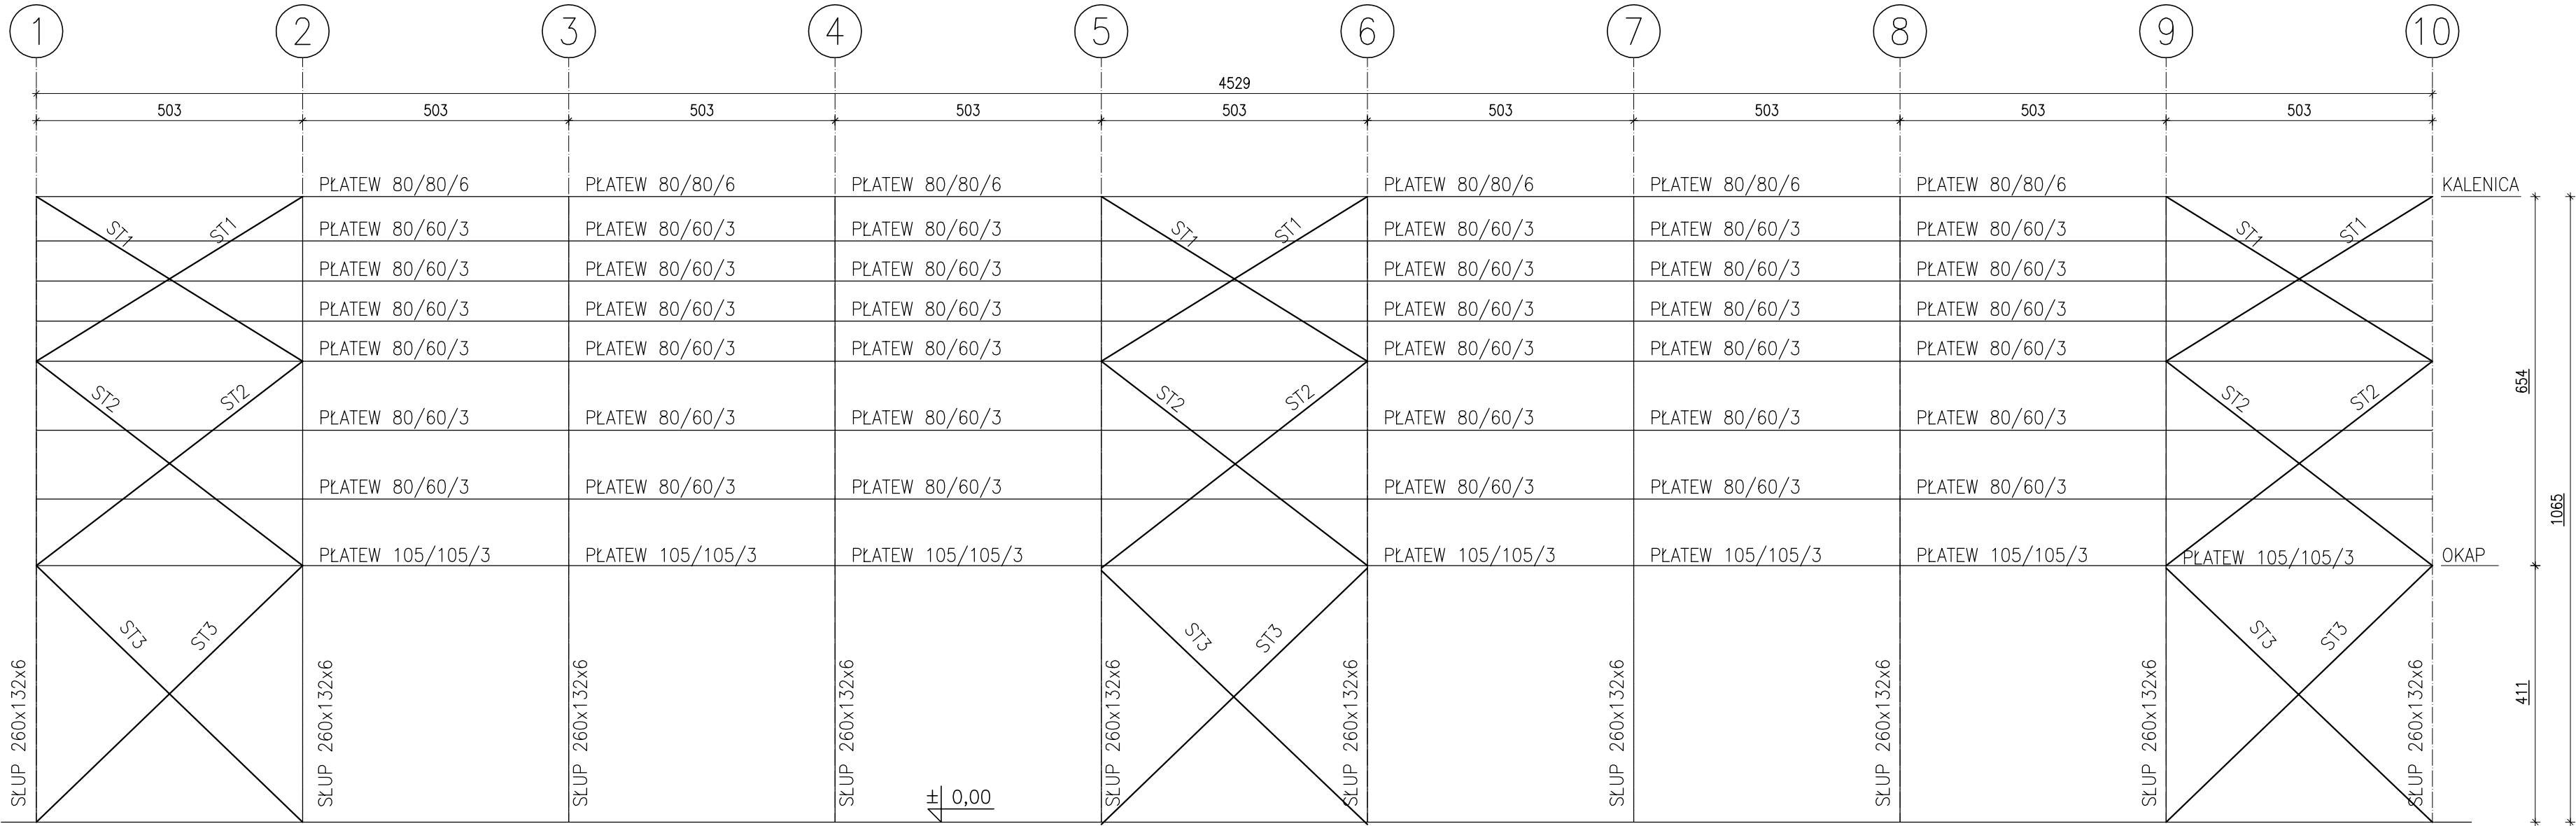 1 2 3 4 5 6 7 8 9 10
4529
503 503 503 503 503 503 503 503 503
PŁATEW 80/80/6 PŁATEW 80/80/6 PŁATEW 80/80/6 PŁATEW 80/80/6 PŁATEW 80/80/6 PŁATEW 80/80/6 KALENICA
ST1 ST1 PŁATEW 80/60/3 PŁATEW 80/60/3 PŁATEW 80/60/3 ST1 ST1 PŁATEW 80/60/3 PŁATEW 80/60/3 PŁATEW 80/60/3 ST1 ST1
PŁATEW 80/60/3 PŁATEW 80/60/3 PŁATEW 80/60/3 PŁATEW 80/60/3 PŁATEW 80/60/3 PŁATEW 80/60/3
PŁATEW 80/60/3 PŁATEW 80/60/3 PŁATEW 80/60/3 PŁATEW 80/60/3 PŁATEW 80/60/3 PŁATEW 80/60/3
PŁATEW 80/60/3 PŁATEW 80/60/3 PŁATEW 80/60/3 PŁATEW 80/60/3 PŁATEW 80/60/3 PŁATEW 80/60/3
654
ST2 ST2 ST2 ST2 ST2 ST2
PŁATEW 80/60/3 PŁATEW 80/60/3 PŁATEW 80/60/3 PŁATEW 80/60/3 PŁATEW 80/60/3 PŁATEW 80/60/3
PŁATEW 80/60/3 PŁATEW 80/60/3 PŁATEW 80/60/3 PŁATEW 80/60/3 PŁATEW 80/60/3 PŁATEW 80/60/3
1065
PŁATEW 105/105/3 PŁATEW 105/105/3 PŁATEW 105/105/3 PŁATEW 105/105/3 PŁATEW 105/105/3 PŁATEW 105/105/3 PŁATEW 105/105/3 OKAP
ST3 ST3 ST3 ST3 ST3 ST3
411
SŁUP 260x132x6
SŁUP 260x132x6
SŁUP 260x132x6
SŁUP 260x132x6
SŁUP 260x132x6
SŁUP 260x132x6
SŁUP 260x132x6
SŁUP 260x132x6
SŁUP 260x132x6
SŁUP 260x132x6
± 0,00